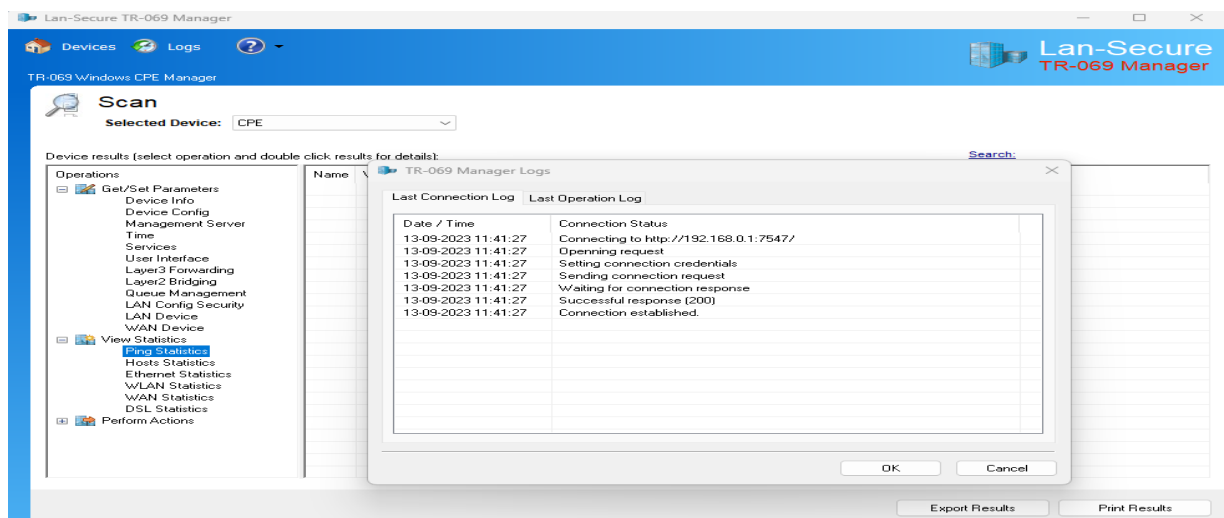 Lan-Secure TR-069 Manager
Devices Logs
Lan-Secure
TR-069 Manager
TR-069 Windows CPE Manager
Scan
Selected Device: CPE
Device results (select operation and double click results for details):
Search:
Operations
Name
Get/Set Parameters
Device Info
Device Config
Management Server
Time
Services
User Interface
Layer3 Forwarding
Layer2 Bridging
Queue Management
LAN Config Security
LAN Device
WAN Device
View Statistics
Ping Statistics
Hosts Statistics
Ethernet Statistics
WLAN Statistics
WAN Statistics
DSL Statistics
Perform Actions
TR-069 Manager Logs
Last Connection Log Last Operation Log
Date / Time Connection Status
13-09-2023 11:41:27 Connecting to http://192.168.0.1:7547/
13-09-2023 11:41:27 Openning request
13-09-2023 11:41:27 Setting connection credentials
13-09-2023 11:41:27 Sending connection request
13-09-2023 11:41:27 Waiting for connection response
13-09-2023 11:41:27 Successful response (200)
13-09-2023 11:41:27 Connection established.
OK Cancel
Export Results Print Results